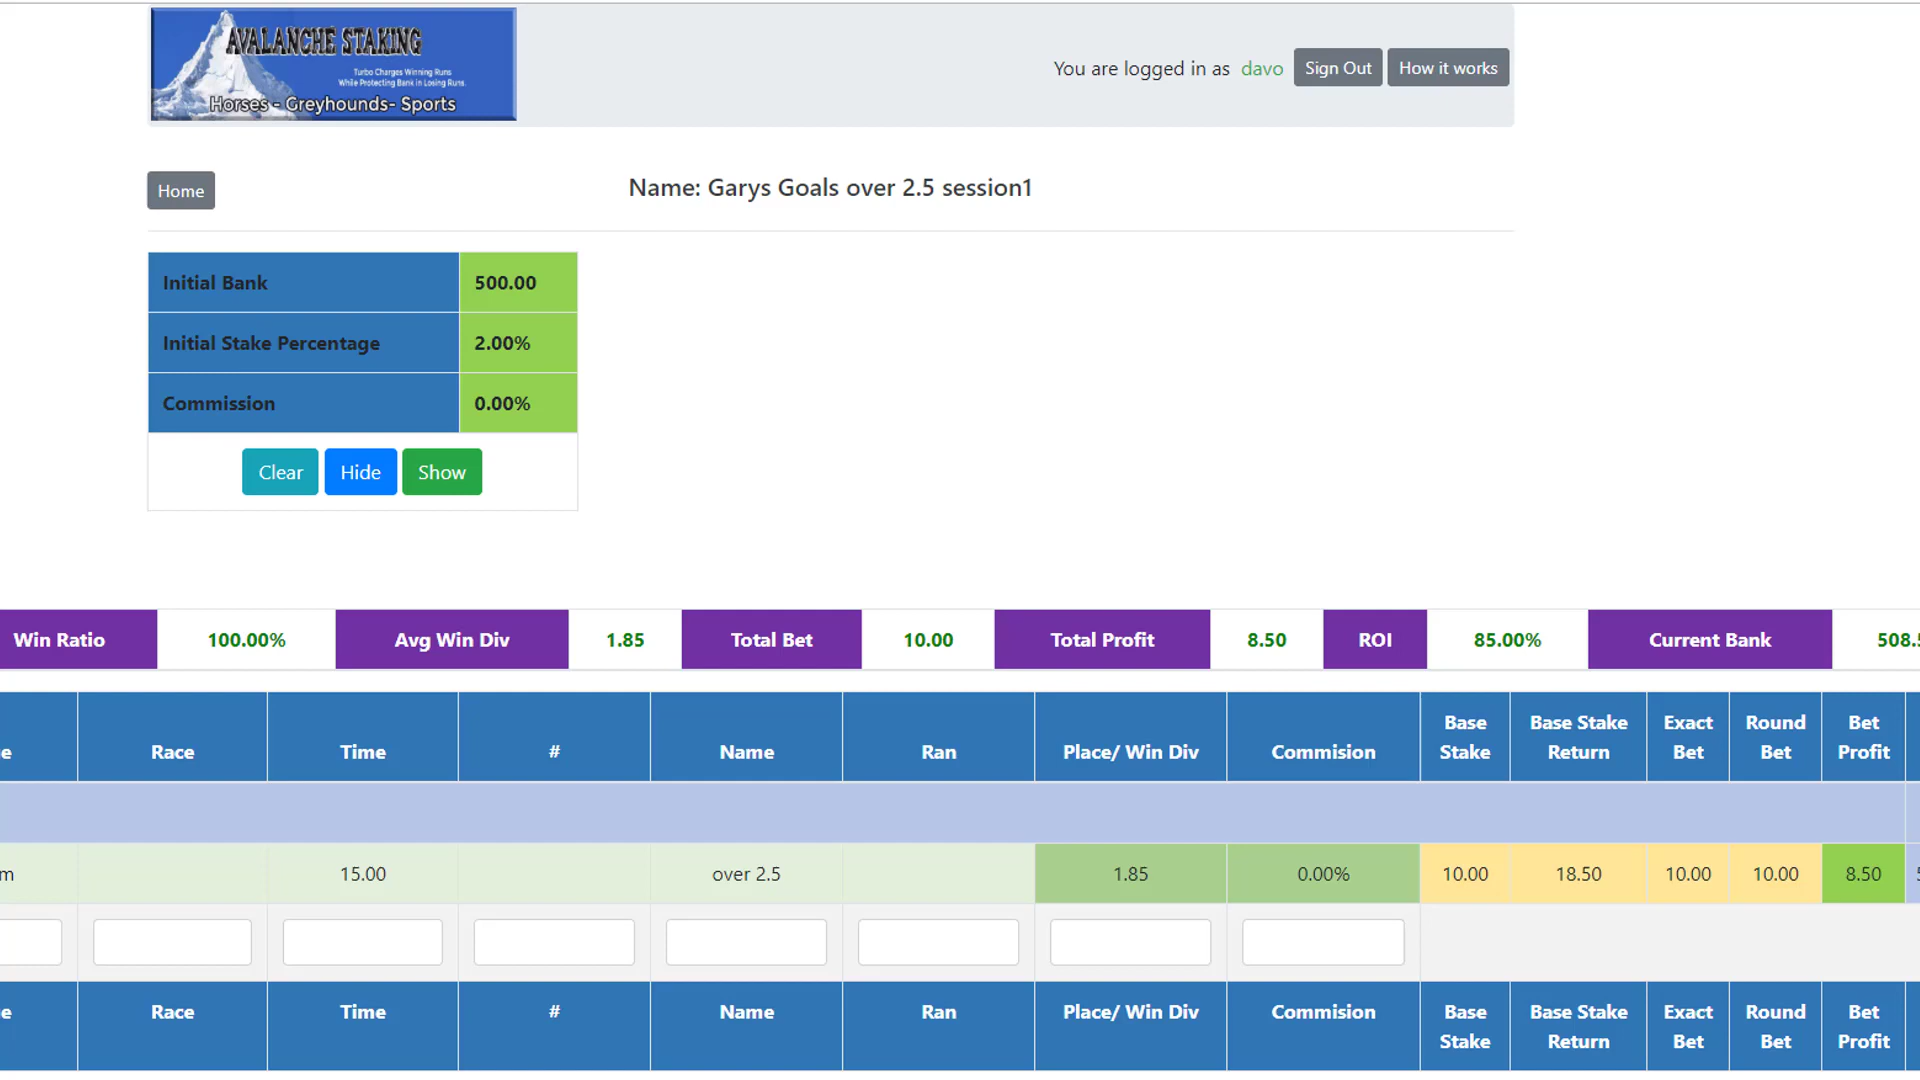 AVALANCHE STAKING
Turbo Charges Winning Runs
While Protecting Bank in Losing Runs.
Horses - Greyhounds- Sports
You are logged in as davo Sign Out How it works
Home Name: Garys Goals over 2.5 session1
Initial Bank 500.00
Initial Stake Percentage 2.00%
Commission 0.00%
Clear Hide Show
Win Ratio 100.00% Avg Win Div 1.85 Total Bet 10.00 Total Profit 8.50 ROI 85.00% Current Bank 508.5
e Race Time # Name Ran Place/ Win Div Commision Base Stake Base Stake Return Exact Bet Round Bet Bet Profit
m 15.00 over 2.5 1.85 0.00% 10.00 18.50 10.00 10.00 8.50
e Race Time # Name Ran Place/ Win Div Commision Base Stake Base Stake Return Exact Bet Round Bet Bet Profit